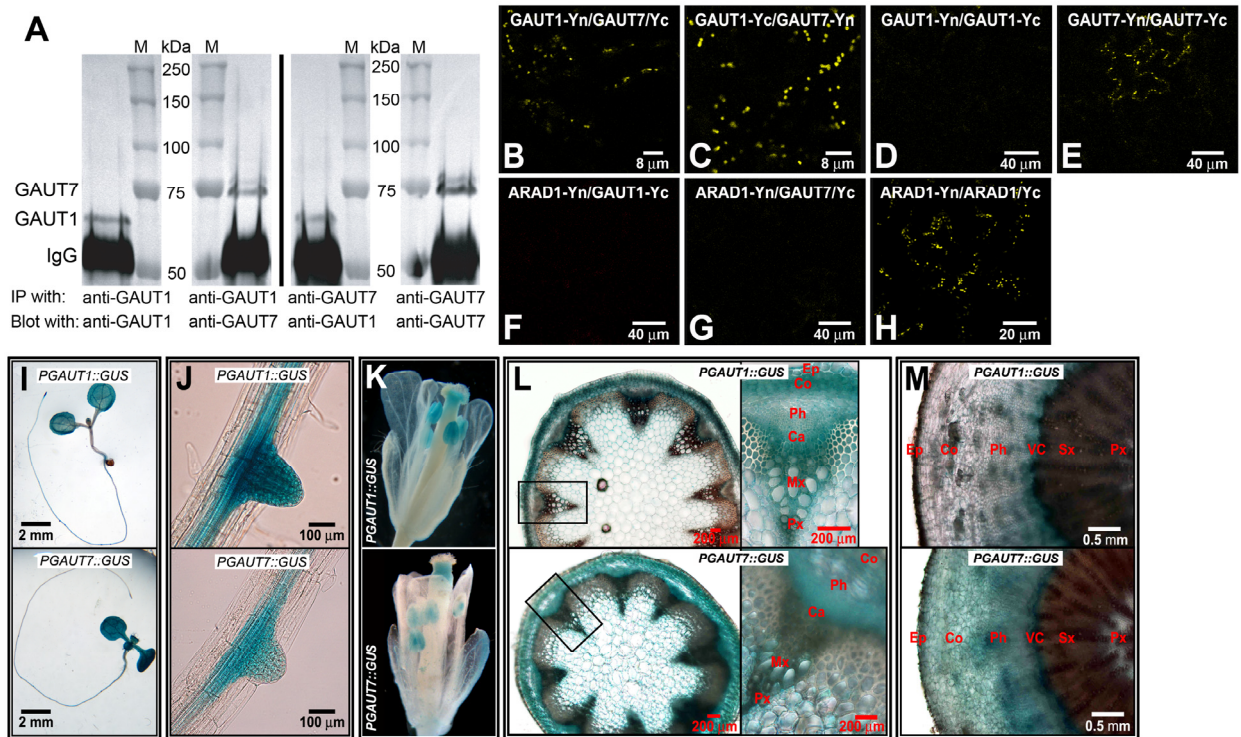 A
M kDa M M kDa M
250
150
100
75
50
250
150
100
75
50
GAUT7
GAUT1
IgG
IP with: anti-GAUT1 anti-GAUT1 anti-GAUT7 anti-GAUT7
Blot with: anti-GAUT1 anti-GAUT7 anti-GAUT1 anti-GAUT7
GAUT1-Yn/GAUT7/Yc
B
8 µm
GAUT1-Yc/GAUT7-Yn
C
8 µm
GAUT1-Yn/GAUT1-Yc
D
40 µm
GAUT7-Yn/GAUT7-Yc
E
40 µm
ARAD1-Yn/GAUT1-Yc
F
40 µm
ARAD1-Yn/GAUT7/Yc
G
40 µm
ARAD1-Yn/ARAD1/Yc
H
20 µm
I
PGAUT1::GUS
2 mm
PGAUT7::GUS
2 mm
J
PGAUT1::GUS
100 µm
PGAUT7::GUS
100 µm
K
PGAUT1::GUS
PGAUT7::GUS
L
PGAUT1::GUS
200 µm
Ep
Co
Ph
Ca
Mx
Px
200 µm
PGAUT7::GUS
200 µm
Co
Ph
Ca
Mx
Px
200 µm
M
PGAUT1::GUS
Ep Co Ph VC Sx Px
0.5 mm
PGAUT7::GUS
Ep Co Ph VC Sx Px
0.5 mm